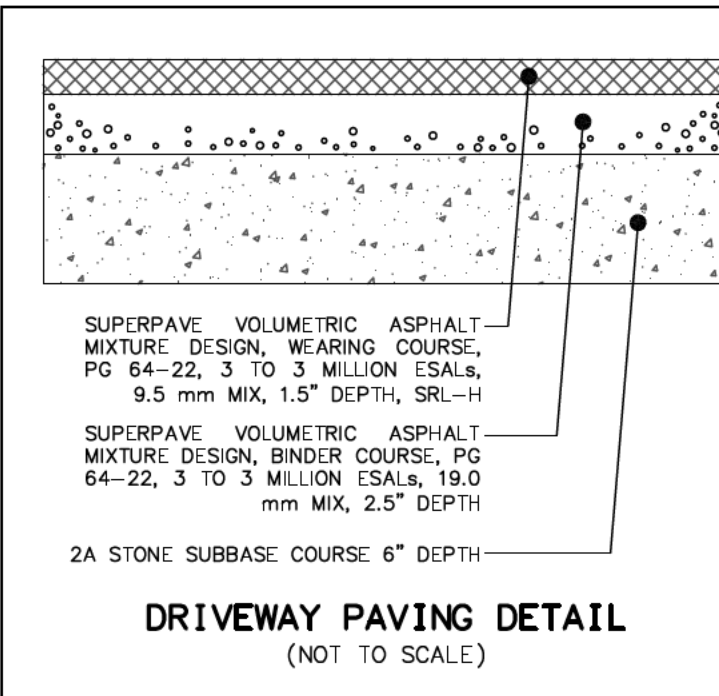 SUPERPAVE VOLUMETRIC ASPHALT
MIXTURE DESIGN, WEARING COURSE,
PG 64-22, 3 TO 3 MILLION ESALs,
9.5 mm MIX, 1.5" DEPTH, SRL-H
SUPERPAVE VOLUMETRIC ASPHALT
MIXTURE DESIGN, BINDER COURSE, PG
64-22, 3 TO 3 MILLION ESALs, 19.0
mm MIX, 2.5" DEPTH
2A STONE SUBBASE COURSE 6" DEPTH
DRIVEWAY PAVING DETAIL
(NOT TO SCALE)